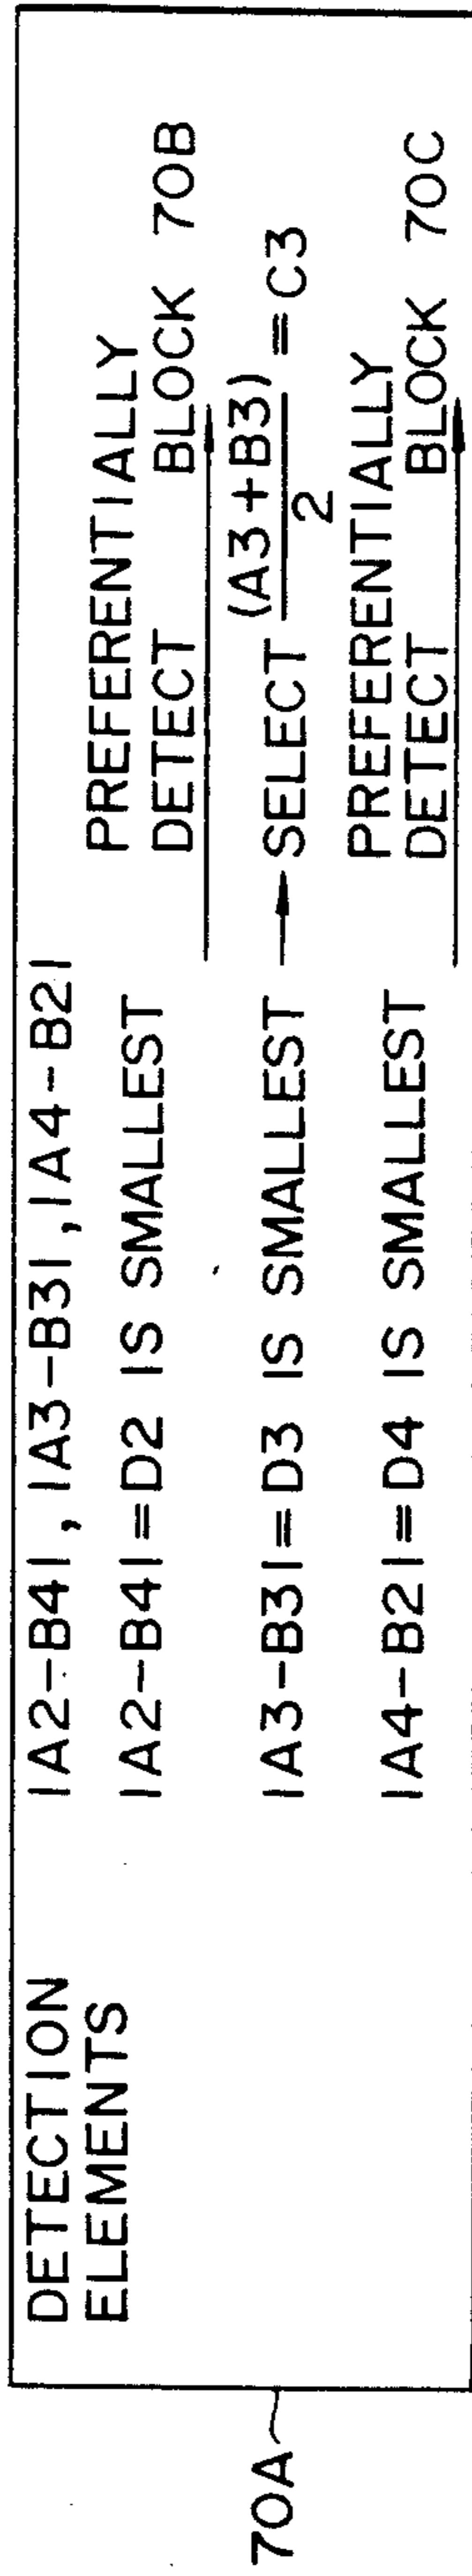 DETECTION ELEMENTS
|A2-B4|, |A3-B3|, |A4-B2|
|A2-B4|=D2 IS SMALLEST
PREFERENTIALLY
DETECT BLOCK 70B
|A3-B3|=D3 IS SMALLEST → SELECT (A3+B3)/2 =C3
|A4-B2|=D4 IS SMALLEST
PREFERENTIALLY
DETECT BLOCK 70C
70A